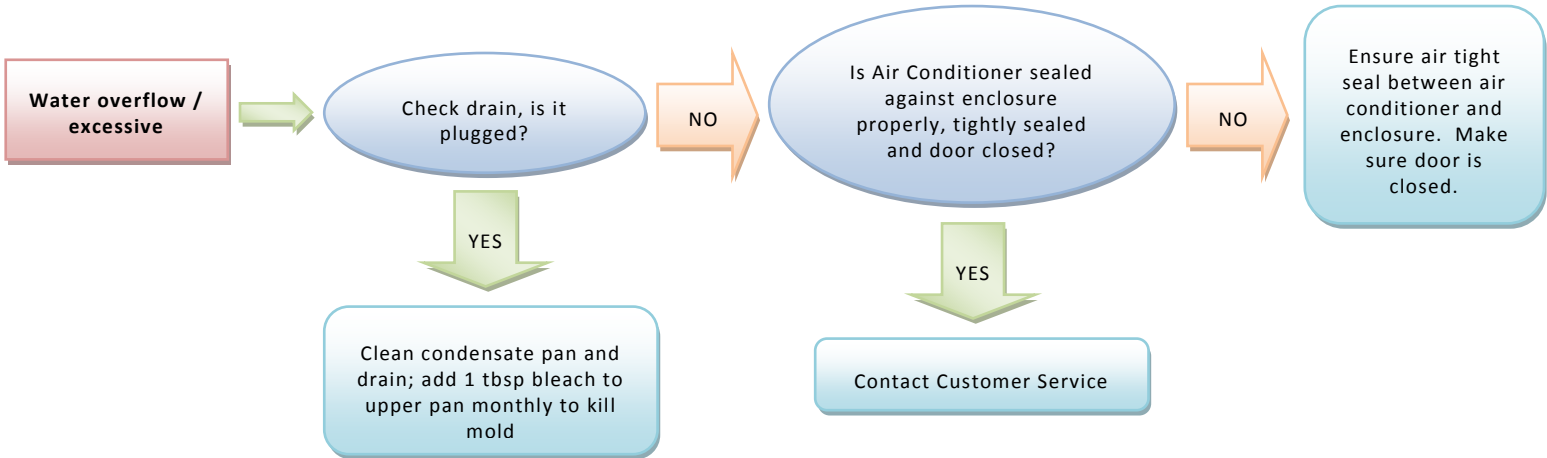 Water overflow /
excessive
Check drain, is it
plugged?
NO
Is Air Conditioner sealed
against enclosure
properly, tightly sealed
and door closed?
NO
Ensure air tight
seal between air
conditioner and
enclosure.  Make
sure door is
closed.
YES
Clean condensate pan and
drain; add 1 tbsp bleach to
upper pan monthly to kill
mold
YES
Contact Customer Service